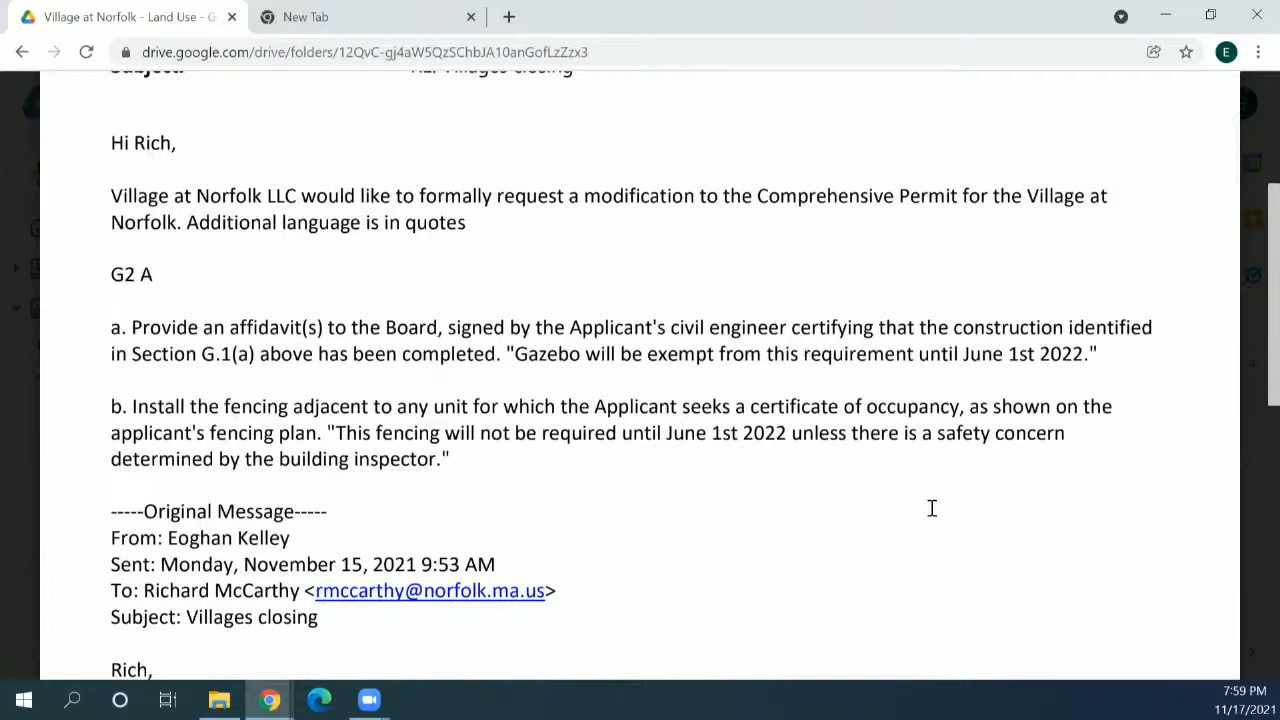 Village at Norfolk - Land Use - G
New Tab
drive.google.com/drive/folders/12QvC-gj4aW5QzSChbJA10anGofLzZzx3
E
Subject: RE: Villages closing
Hi Rich,
Village at Norfolk LLC would like to formally request a modification to the Comprehensive Permit for the Village at
Norfolk. Additional language is in quotes
G2 A
a. Provide an affidavit(s) to the Board, signed by the Applicant's civil engineer certifying that the construction identified
in Section G.1(a) above has been completed. "Gazebo will be exempt from this requirement until June 1st 2022."
b. Install the fencing adjacent to any unit for which the Applicant seeks a certificate of occupancy, as shown on the
applicant's fencing plan. "This fencing will not be required until June 1st 2022 unless there is a safety concern
determined by the building inspector."
-----Original Message-----
From: Eoghan Kelley
Sent: Monday, November 15, 2021 9:53 AM
To: Richard McCarthy <rmccarthy@norfolk.ma.us>
Subject: Villages closing
Rich,
7:59 PM
11/17/2021